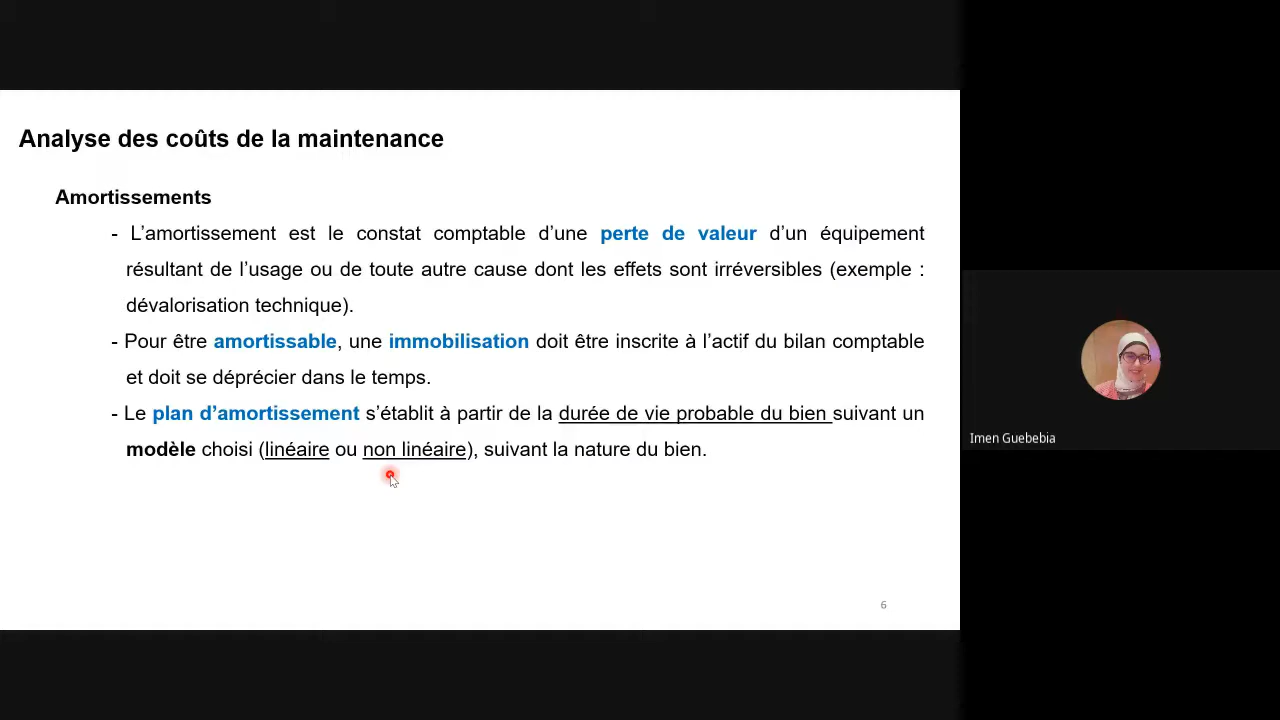 Analyse des coûts de la maintenance
Amortissements
- L’amortissement est le constat comptable d’une perte de valeur d’un équipement
résultant de l’usage ou de toute autre cause dont les effets sont irréversibles (exemple :
dévalorisation technique).
- Pour être amortissable, une immobilisation doit être inscrite à l’actif du bilan comptable
et doit se déprécier dans le temps.
- Le plan d’amortissement s’établit à partir de la durée de vie probable du bien suivant un
modèle choisi (linéaire ou non linéaire), suivant la nature du bien.
6
Imen Guebebia